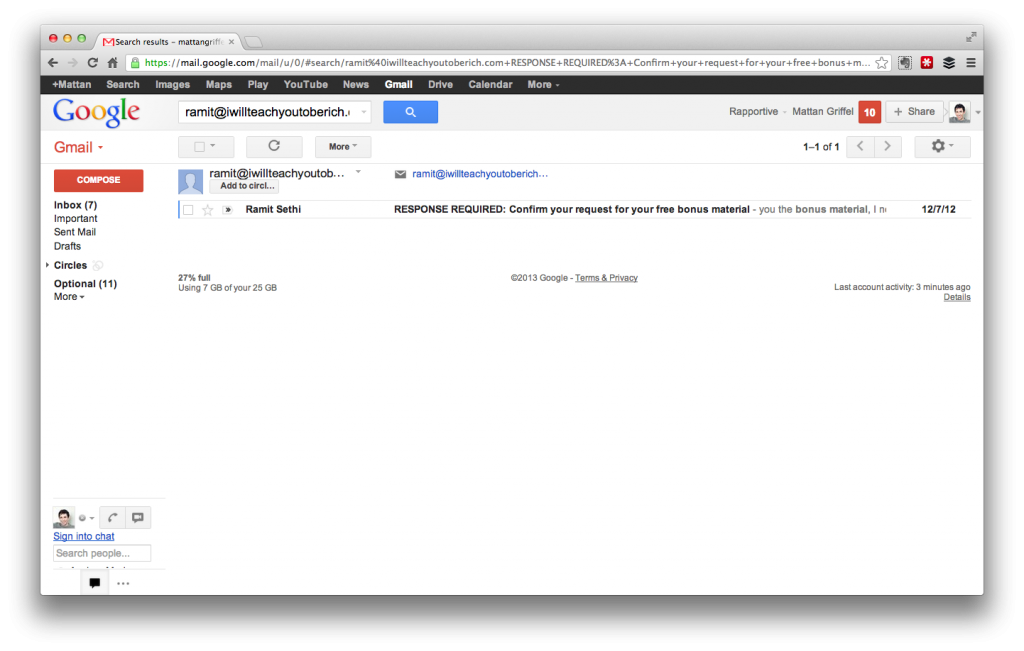 Search results - mattangriffe
https://mail.google.com/mail/u/0/#search/ramit%40iwillteachyoutoberich.com+RESPONSE+REQUIRED%3A+Confirm+your+request+for+your+free+bonus+m...
+Mattan Search Images Maps Play YouTube News Gmail Drive Calendar More
Google ramit@iwillteachyoutoberich. Rapportive Mattan Griffel 10 + Share
Gmail More 1–1 of 1
COMPOSE
Inbox (7)
Important
Sent Mail
Drafts
Circles
Optional (11)
More
ramit@iwillteachyoutob... ramit@iwillteachyoutoberich...
Add to circl...
Ramit Sethi RESPONSE REQUIRED: Confirm your request for your free bonus material - you the bonus material, I 12/7/12
27% full
Using 7 GB of your 25 GB
©2013 Google - Terms & Privacy
Last account activity: 3 minutes ago
Details
Sign into chat
Search people...